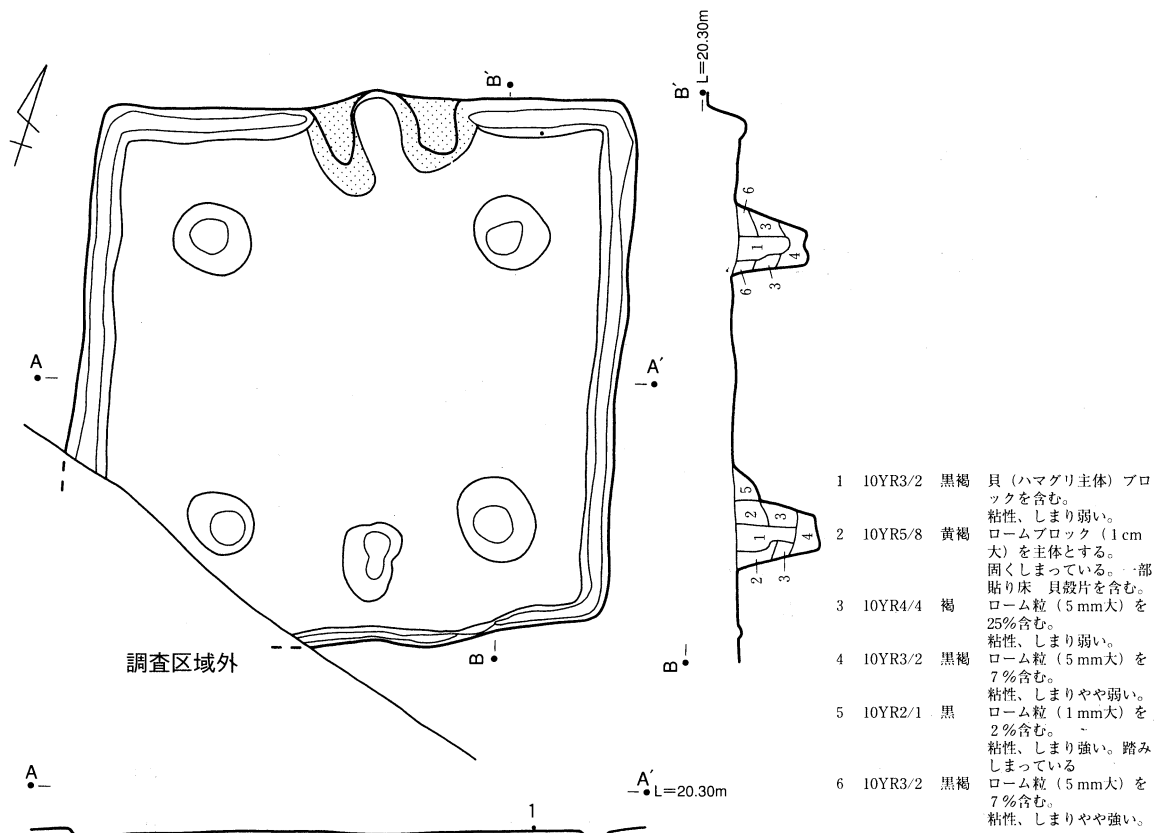 B′
B′
L=20.30m
6
3
1
4
6
3
A
A′
5
2
3
1
4
2
3
B
B
調査区域外
1 10YR3/2 黒褐 貝（ハマグリ主体）ブロ
ックを含む。
粘性、しまり弱い。
2 10YR5/8 黄褐 ロームブロック（1cm
大）を主体とする。
固くしまっている。一部
貼り床 貝殻片を含む。
3 10YR4/4 褐 ローム粒（5mm大）を
25%含む。
粘性、しまり弱い。
4 10YR3/2 黒褐 ローム粒（5mm大）を
7%含む。
粘性、しまりやや弱い。
5 10YR2/1 黒 ローム粒（1mm大）を
2%含む。
粘性、しまり強い。踏み
しまっている
6 10YR3/2 黒褐 ローム粒（5mm大）を
7%含む。
粘性、しまりやや強い。
A
A′
L=20.30m
1